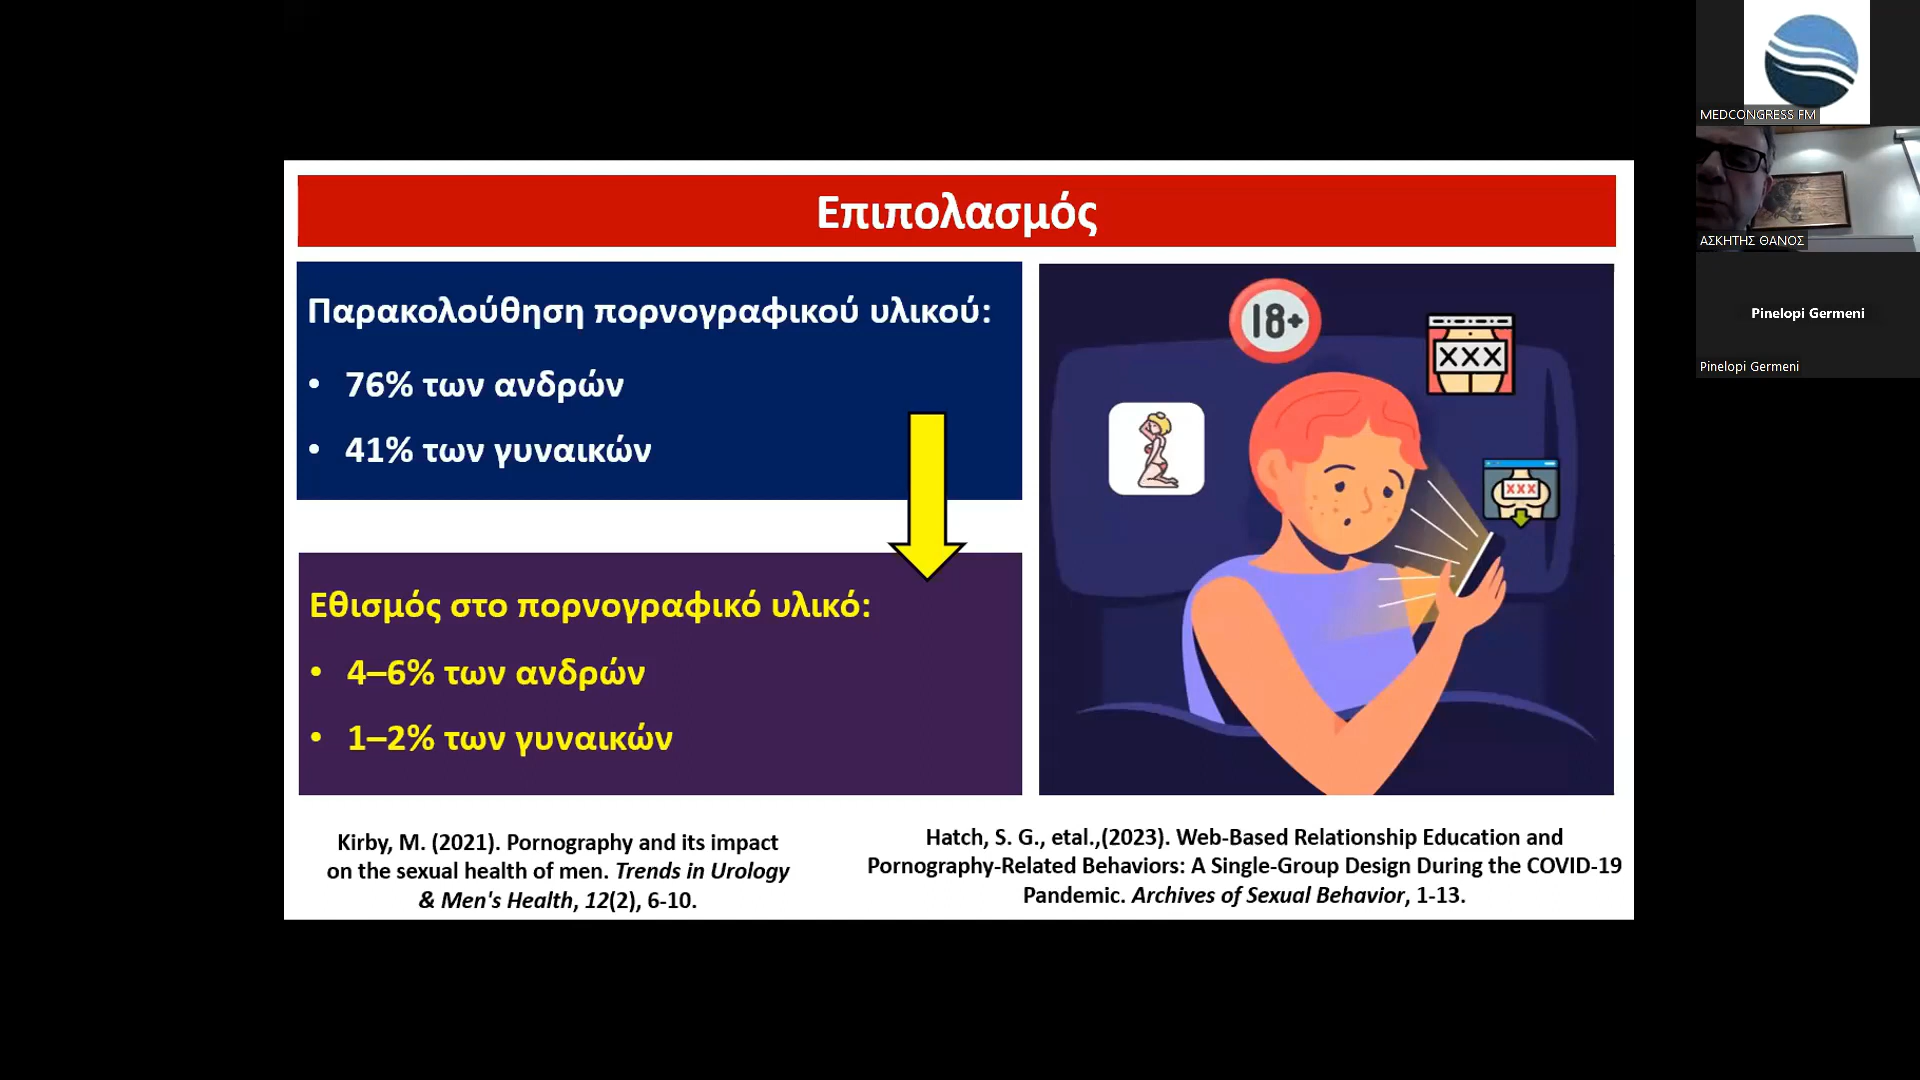 Επιπολασμός
Παρακολούθηση πορνογραφικού υλικού:
• 76% των ανδρών
• 41% των γυναικών
Εθισμός στο πορνογραφικό υλικό:
• 4–6% των ανδρών
• 1–2% των γυναικών
18+
XXX
XXX
Kirby, M. (2021). Pornography and its impact
on the sexual health of men. Trends in Urology
& Men's Health, 12(2), 6-10.
Hatch, S. G., etal.,(2023). Web-Based Relationship Education and
Pornography-Related Behaviors: A Single-Group Design During the COVID-19
Pandemic. Archives of Sexual Behavior, 1-13.
MEDCONGRESS FM
ΑΣΚΗΤΗΣ ΘΑΝΟΣ
Pinelopi Germeni
Pinelopi Germeni